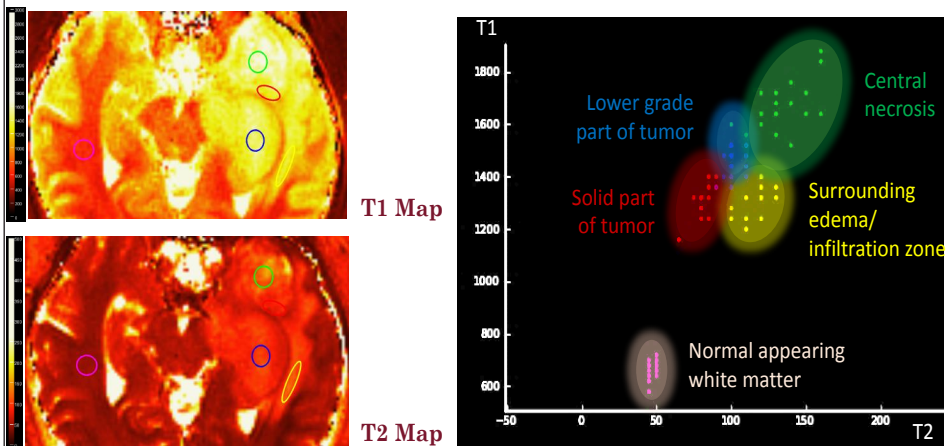 T1 Map
T2 Map
T1
1800
1600
1400
1200
1000
800
600
−50
0
50
100
150
200
T2
Lower grade
part of tumor
Central
necrosis
Solid part
of tumor
Surrounding
edema/
infiltration zone
Normal appearing
white matter